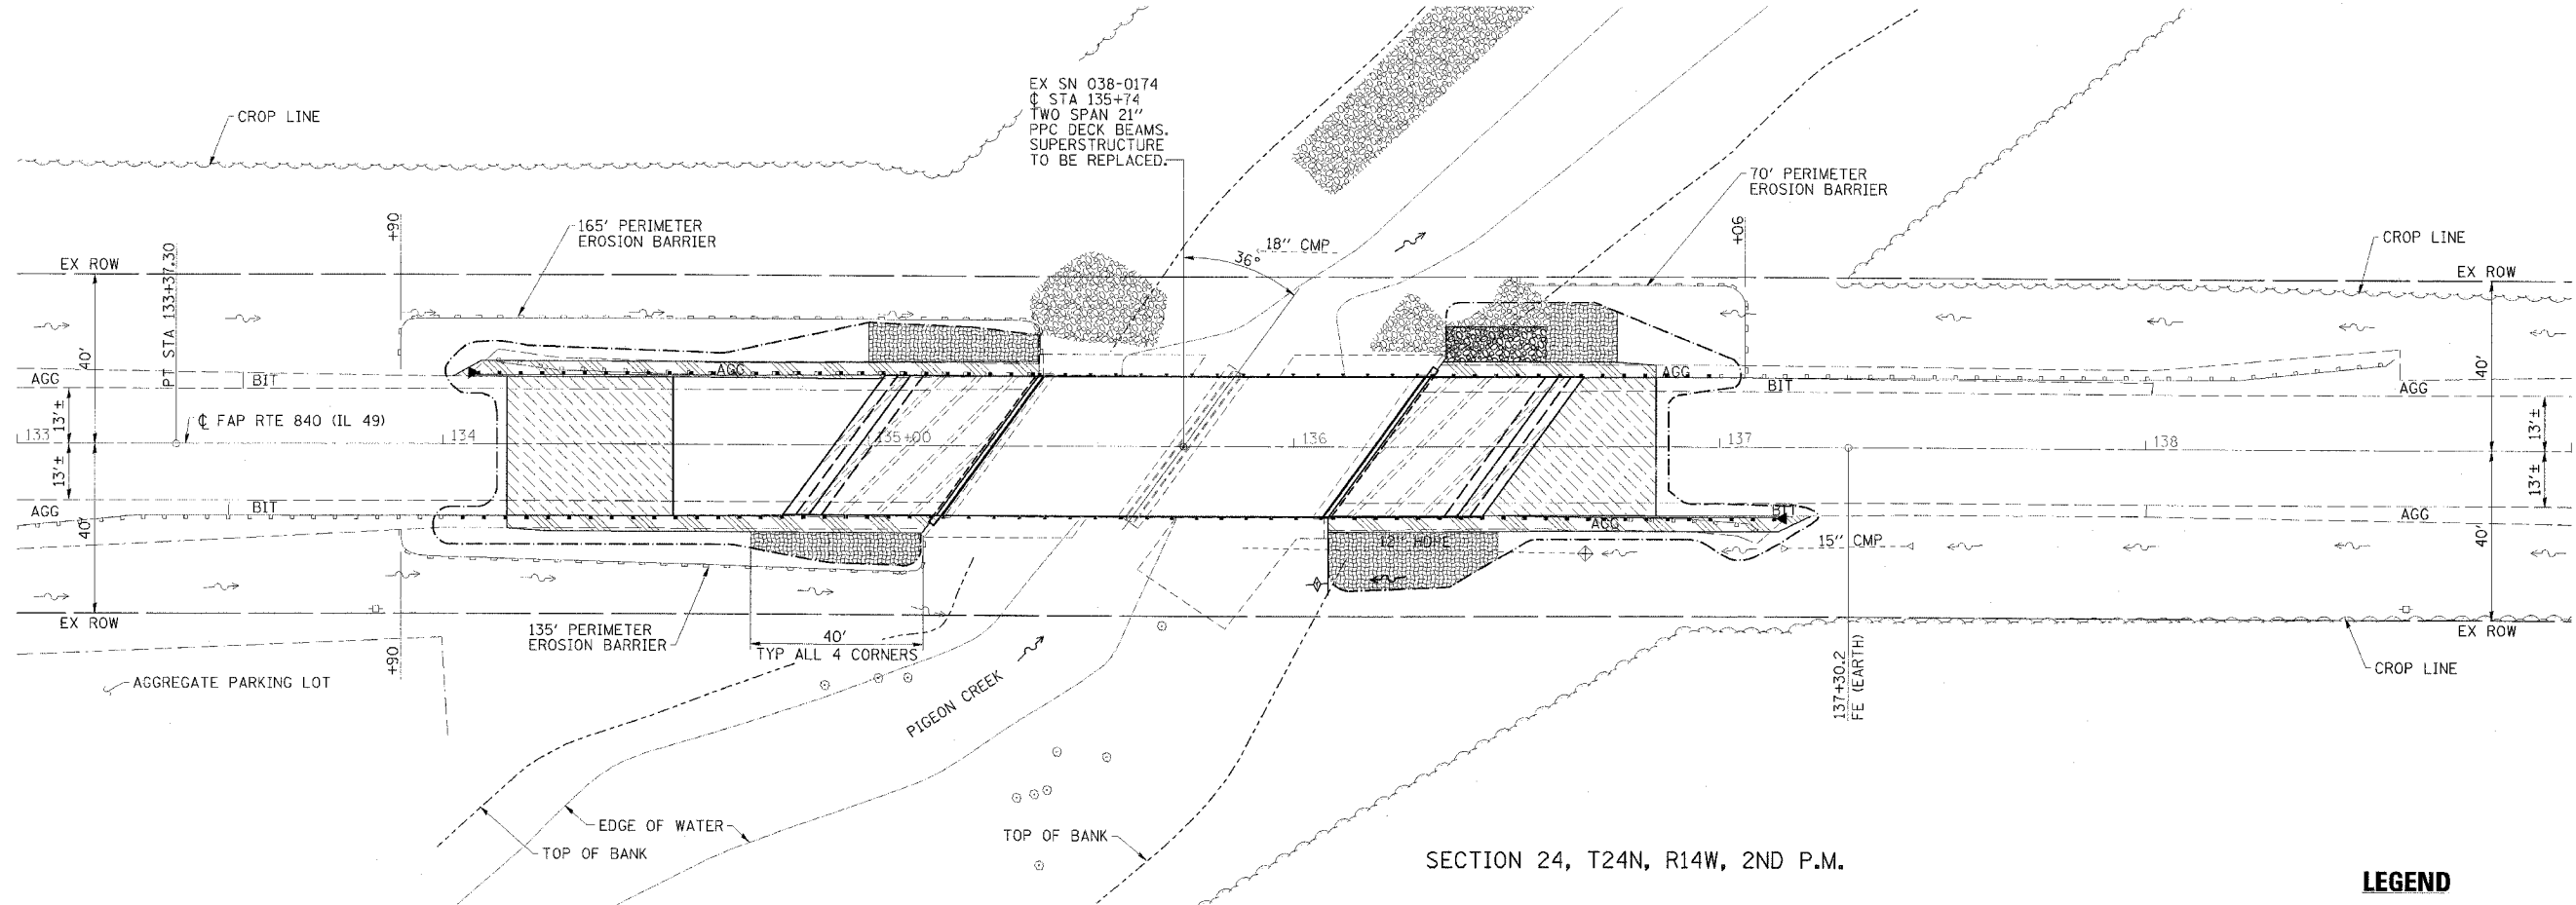 EX SN 038-0174
℄ STA 135+74
TWO SPAN 21"
PPC DECK BEAMS.
SUPERSTRUCTURE
TO BE REPLACED.
CROP LINE
70' PERIMETER
EROSION BARRIER
165' PERIMETER
EROSION BARRIER
+90
+06
18" CMP
36°
CROP LINE
EX ROW
EX ROW
PT STA 133+37.30
40'
40'
AGG
BIT
AGG
AGG
BIT
AGG
13'±
13'±
℄ FAP RTE 840 (IL 49)
133
134
135+00
136
137
138
13'±
13'±
AGG
BIT
AGG
BIT
AGG
12" HDPE
15" CMP
40'
40'
EX ROW
EX ROW
135' PERIMETER
EROSION BARRIER
40'
TYP ALL 4 CORNERS
+90
AGGREGATE PARKING LOT
PIGEON CREEK
137+30.2
FE (EARTH)
CROP LINE
EDGE OF WATER
TOP OF BANK
TOP OF BANK
SECTION 24, T24N, R14W, 2ND P.M.
LEGEND